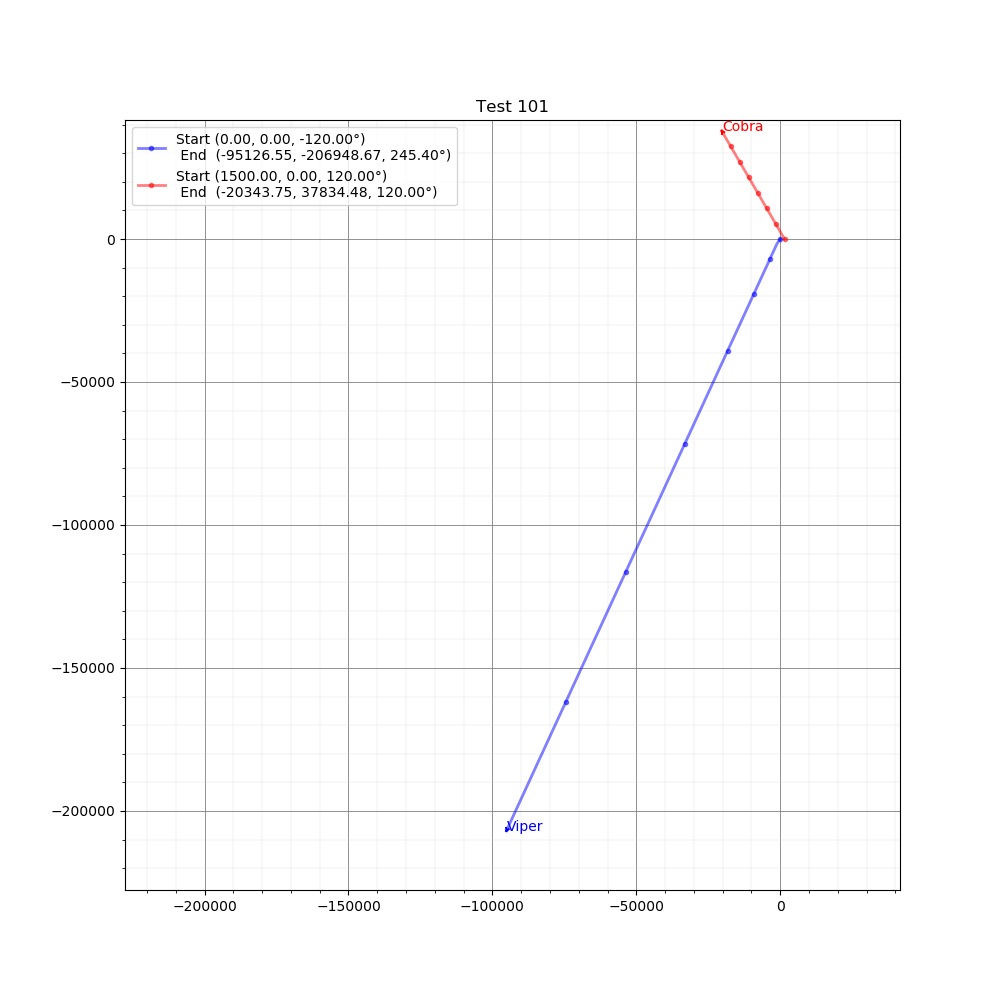 Test 101
Start (0.00, 0.00, -120.00°)
End (-95126.55, -206948.67, 245.40°)
Start (1500.00, 0.00, 120.00°)
End (-20343.75, 37834.48, 120.00°)
Cobra
0
−50000
−100000
−150000
−200000
Viper
−200000
−150000
−100000
−50000
0